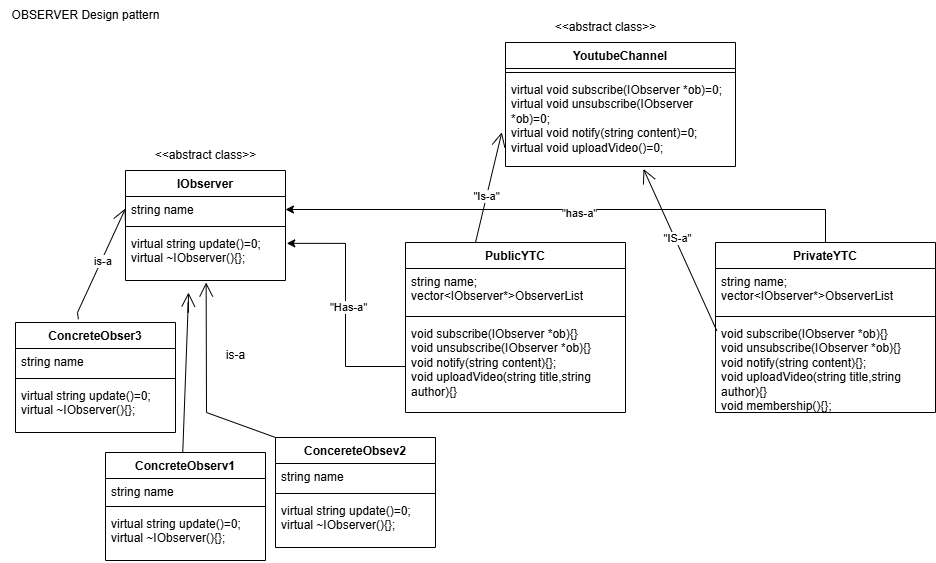 OBSERVER Design pattern
<<abstract class>>
YoutubeChannel
virtual void subscribe(IObserver *ob)=0;
virtual void unsubscribe(IObserver
*ob)=0;
virtual void notify(string content)=0;
virtual void uploadVideo()=0;
<<abstract class>>
IObserver
string name
virtual string update()=0;
virtual ~IObserver(){};
"Is-a"
"has-a"
"IS-a"
is-a
"Has-a"
is-a
PublicYTC
string name;
vector<IObserver*>ObserverList
void subscribe(IObserver *ob){}
void unsubscribe(IObserver *ob){}
void notify(string content){};
void uploadVideo(string title,string
author){}
PrivateYTC
string name;
vector<IObserver*>ObserverList
void subscribe(IObserver *ob){}
void unsubscribe(IObserver *ob){}
void notify(string content){};
void uploadVideo(string title,string
author){}
void membership(){};
ConcreteObser3
string name
virtual string update()=0;
virtual ~IObserver(){};
ConcreteObserv1
string name
virtual string update()=0;
virtual ~IObserver(){};
ConcereteObsev2
string name
virtual string update()=0;
virtual ~IObserver(){};